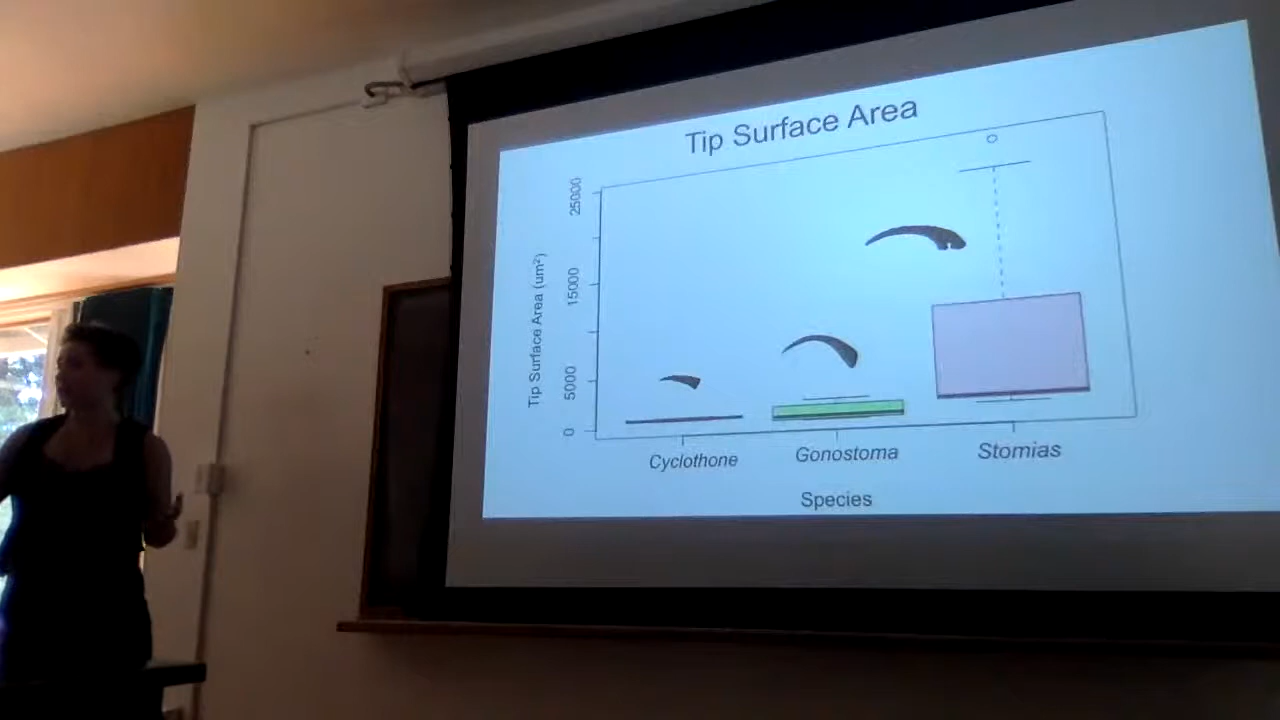 Tip Surface Area
Tip Surface Area (um²)
25000
15000
5000
0
Cyclothone
Gonostoma
Stomias
Species